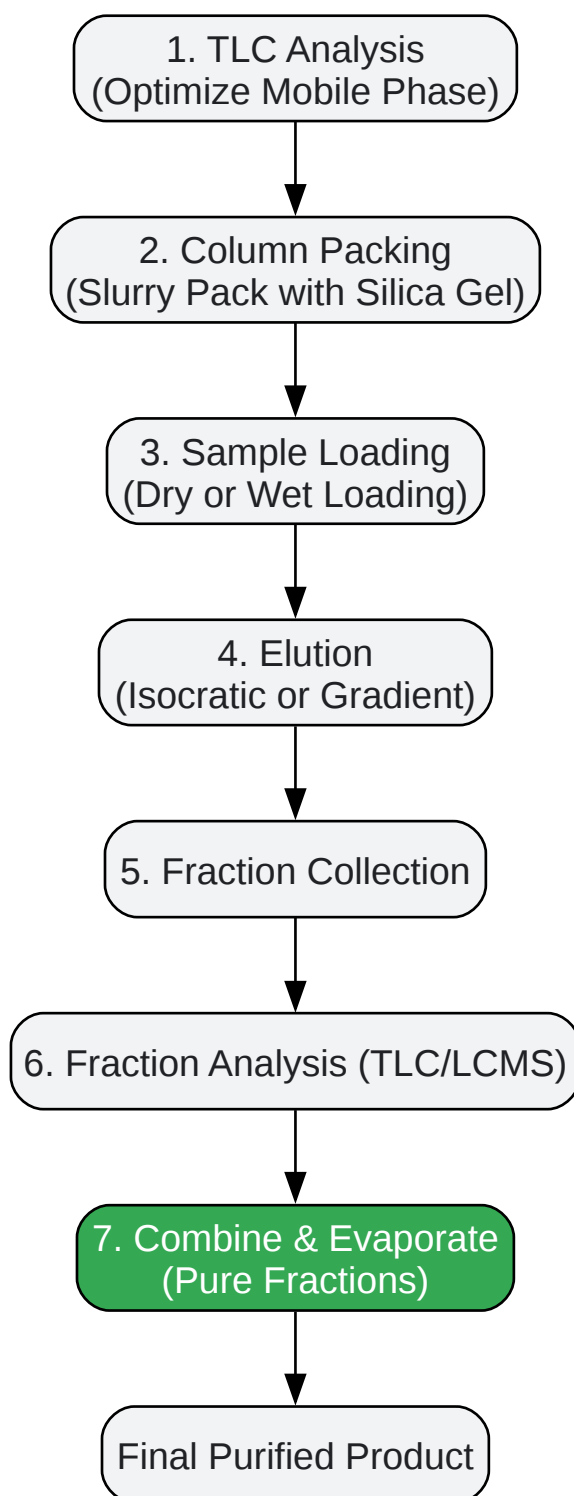 1. TLC Analysis
(Optimize Mobile Phase)
2. Column Packing
(Slurry Pack with Silica Gel)
3. Sample Loading
(Dry or Wet Loading)
4. Elution
(Isocratic or Gradient)
5. Fraction Collection
6. Fraction Analysis (TLC/LCMS)
7. Combine & Evaporate
(Pure Fractions)
Final Purified Product